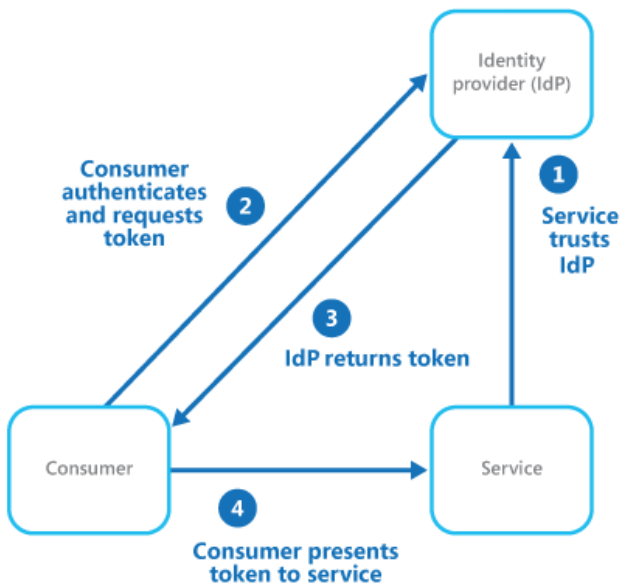 Identity
provider (IdP)
1
Service
trusts
IdP
Consumer
authenticates
and requests
token
2
3
IdP returns token
Consumer
Service
4
Consumer presents
token to service